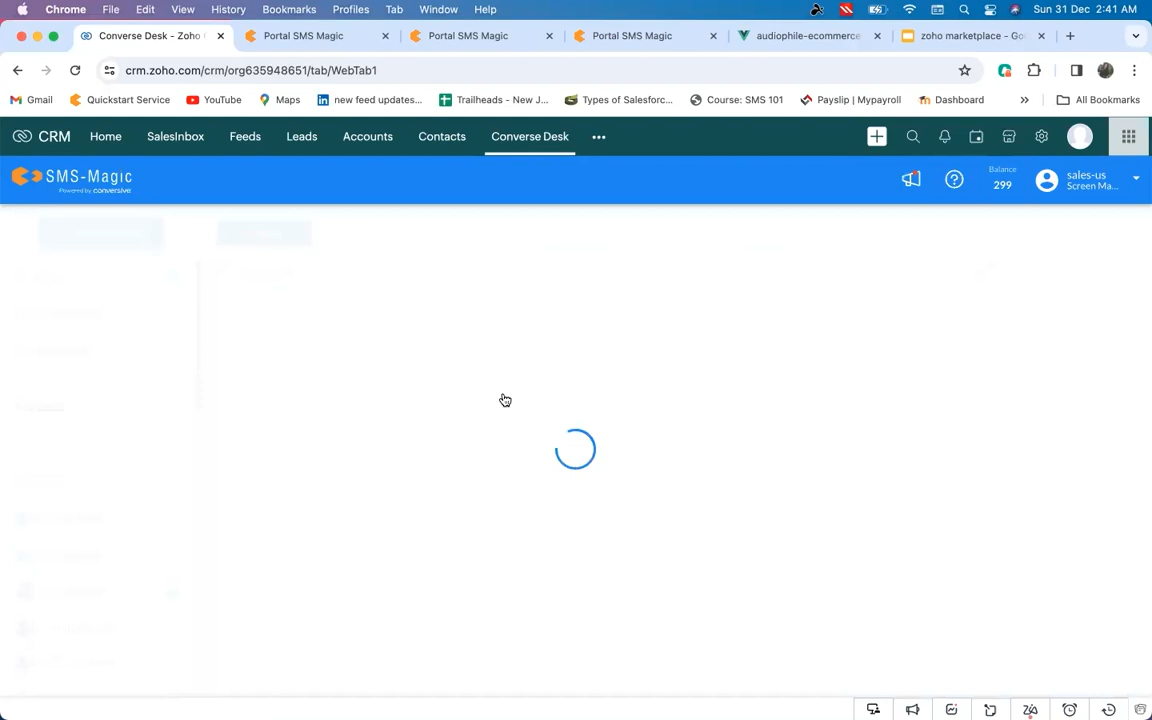 Chrome File Edit View History Bookmarks Profiles Tab Window Help Sun 31 Dec 2:41 AM
Converse Desk - Zoho Portal SMS Magic Portal SMS Magic Portal SMS Magic audiophile-ecommerce zoho marketplace - Go
crm.zoho.com/crm/org635948651/tab/WebTab1
Gmail Quickstart Service YouTube Maps new feed updates... Trailheads - New J... Types of Salesforc... Course: SMS 101 Payslip | Mypayroll Dashboard » All Bookmarks
CRM Home SalesInbox Feeds Leads Accounts Contacts Converse Desk •••
SMS-Magic
Powered by conversive
Balance
299
sales-us
Screen Ma...